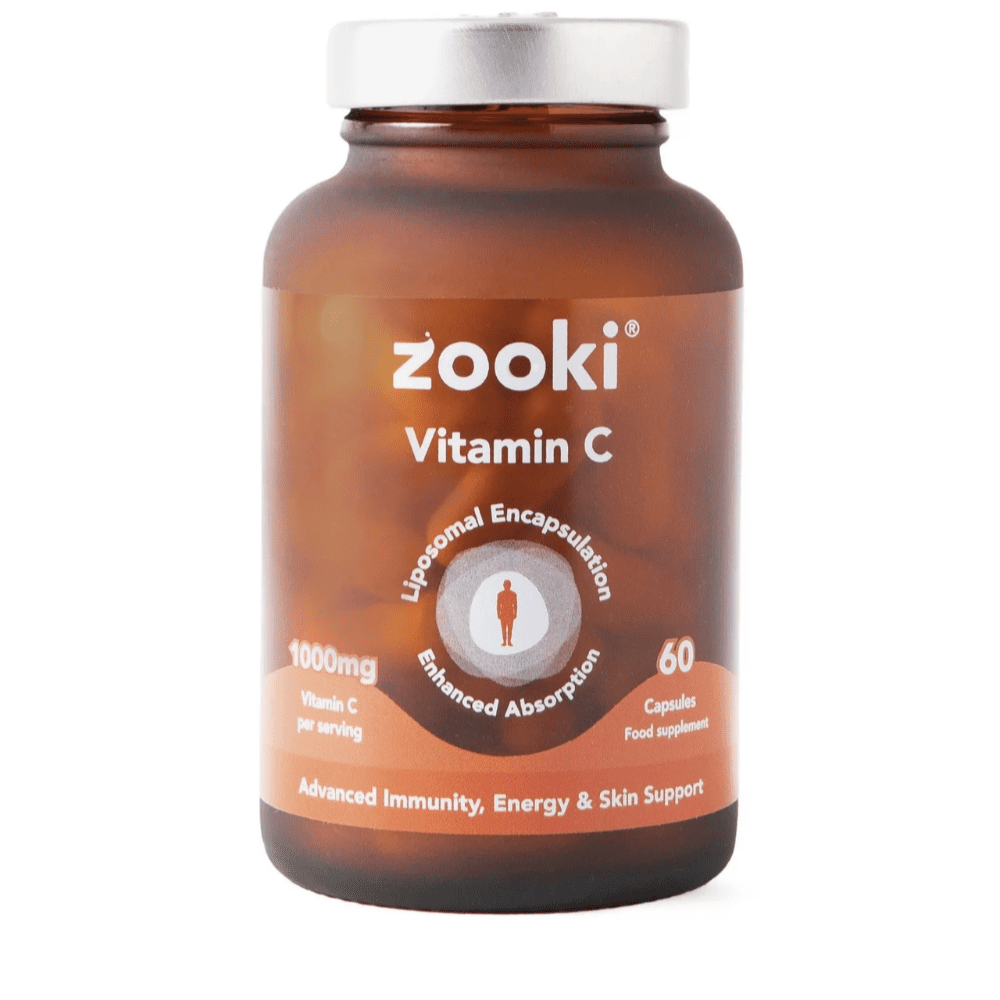 zooki®
Vitamin C
Liposomal Encapsulation
Enhanced Absorption
1000mg
Vitamin C
per serving
60
Capsules
Food supplement
Advanced Immunity, Energy & Skin Support